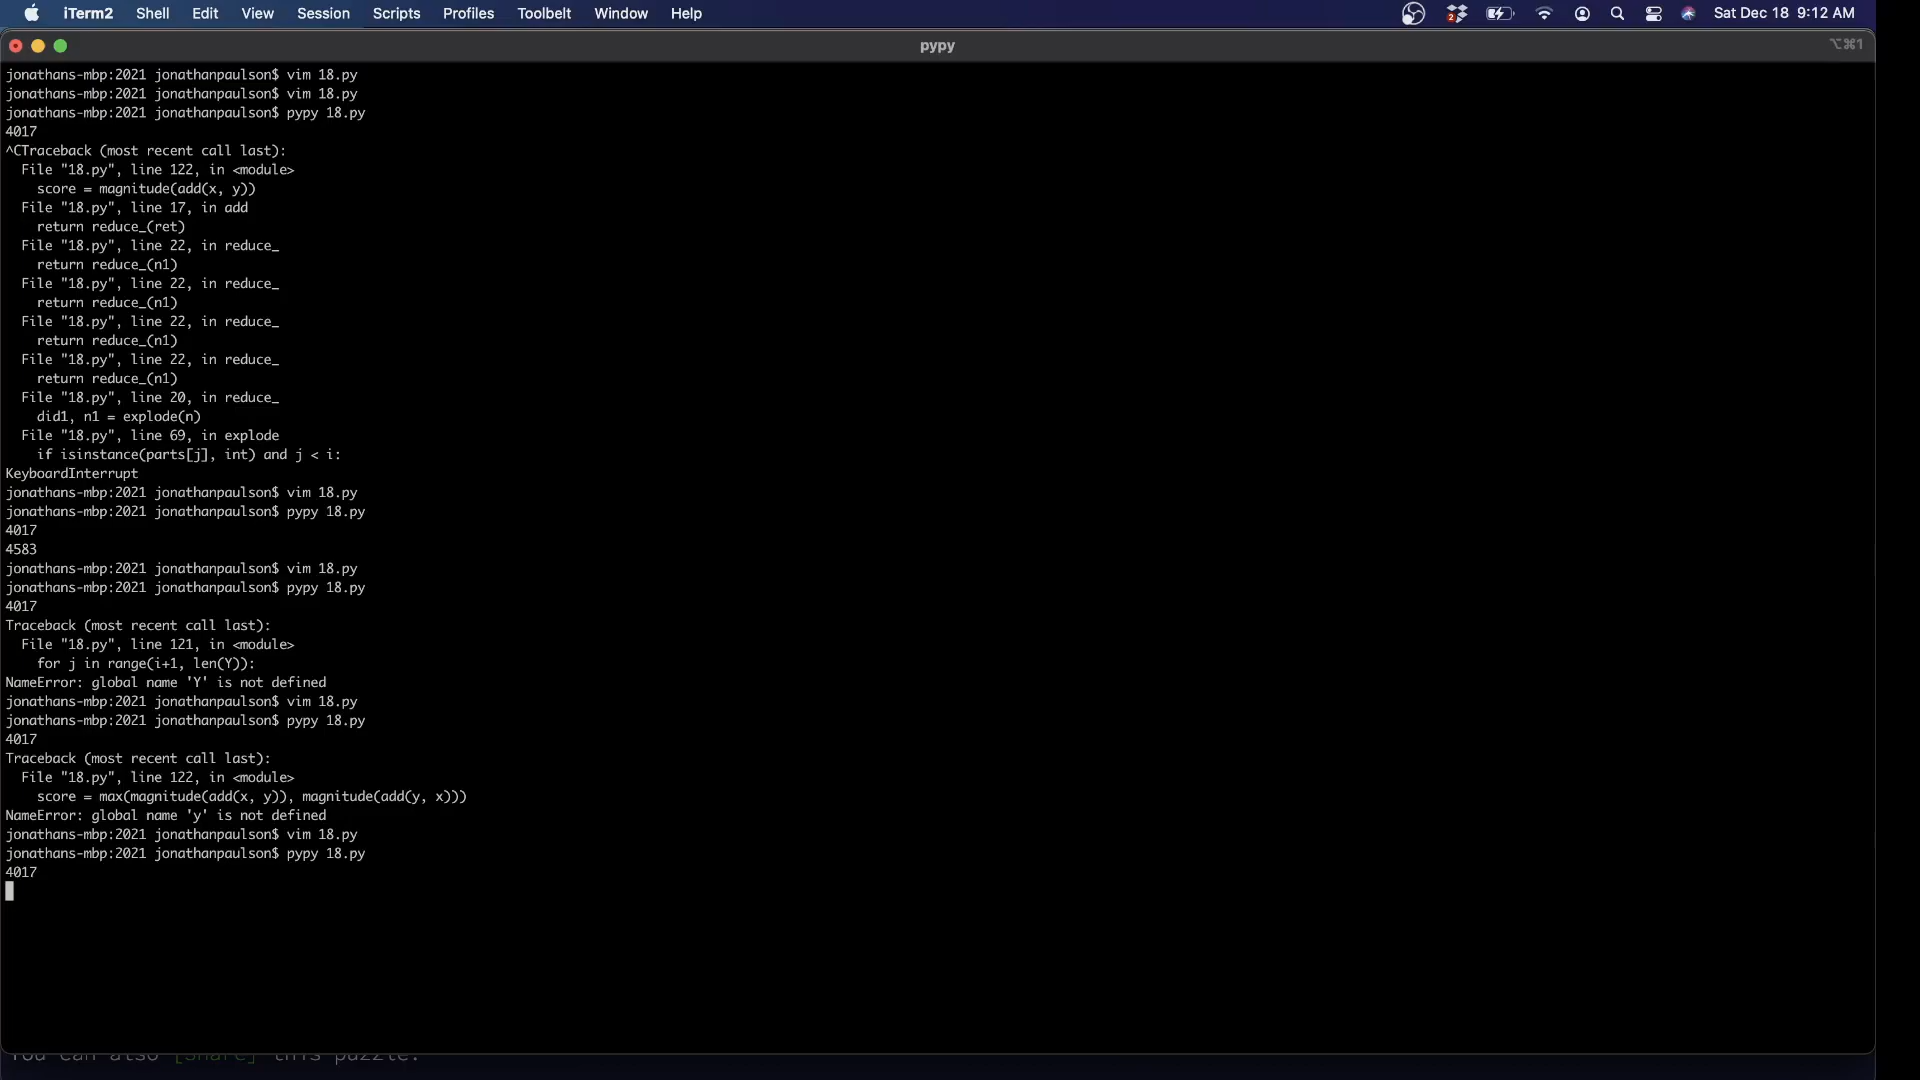 iTerm2 Shell Edit View Session Scripts Profiles Toolbelt Window Help 2 Sat Dec 18 9:12 AM
pypy ⌥⌘1
jonathans-mbp:2021 jonathanpaulson$ vim 18.py
jonathans-mbp:2021 jonathanpaulson$ vim 18.py
jonathans-mbp:2021 jonathanpaulson$ pypy 18.py
4017
^CTraceback (most recent call last):
  File "18.py", line 122, in <module>
    score = magnitude(add(x, y))
  File "18.py", line 17, in add
    return reduce_(ret)
  File "18.py", line 22, in reduce_
    return reduce_(n1)
  File "18.py", line 22, in reduce_
    return reduce_(n1)
  File "18.py", line 22, in reduce_
    return reduce_(n1)
  File "18.py", line 22, in reduce_
    return reduce_(n1)
  File "18.py", line 20, in reduce_
    did1, n1 = explode(n)
  File "18.py", line 69, in explode
    if isinstance(parts[j], int) and j < i:
KeyboardInterrupt
jonathans-mbp:2021 jonathanpaulson$ vim 18.py
jonathans-mbp:2021 jonathanpaulson$ pypy 18.py
4017
4583
jonathans-mbp:2021 jonathanpaulson$ vim 18.py
jonathans-mbp:2021 jonathanpaulson$ pypy 18.py
4017
Traceback (most recent call last):
  File "18.py", line 121, in <module>
    for j in range(i+1, len(Y)):
NameError: global name 'Y' is not defined
jonathans-mbp:2021 jonathanpaulson$ vim 18.py
jonathans-mbp:2021 jonathanpaulson$ pypy 18.py
4017
Traceback (most recent call last):
  File "18.py", line 122, in <module>
    score = max(magnitude(add(x, y)), magnitude(add(y, x)))
NameError: global name 'y' is not defined
jonathans-mbp:2021 jonathanpaulson$ vim 18.py
jonathans-mbp:2021 jonathanpaulson$ pypy 18.py
4017
You can also [Share] this puzzle.